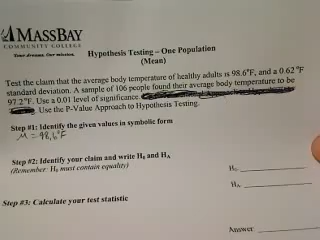 MASSBAY
COMMUNITY COLLEGE
Your dreams. Our mission.
Hypothesis Testing – One Population
(Mean)
Test the claim that the average body temperature of healthy adults is 98.6°F, and a 0.62 °F
standard deviation. A sample of 106 people found their average body temperature to be
97.2°F. Use a 0.01 level of significance.
Use the P-Value Approach to Hypothesis Testing.
Step #1: Identify the given values in symbolic form
μ = 98.6°F
Step #2: Identify your claim and write H₀ and HA
(Remember: H₀ must contain equality)
H₀
HA
Step #3: Calculate your test statistic
Answer